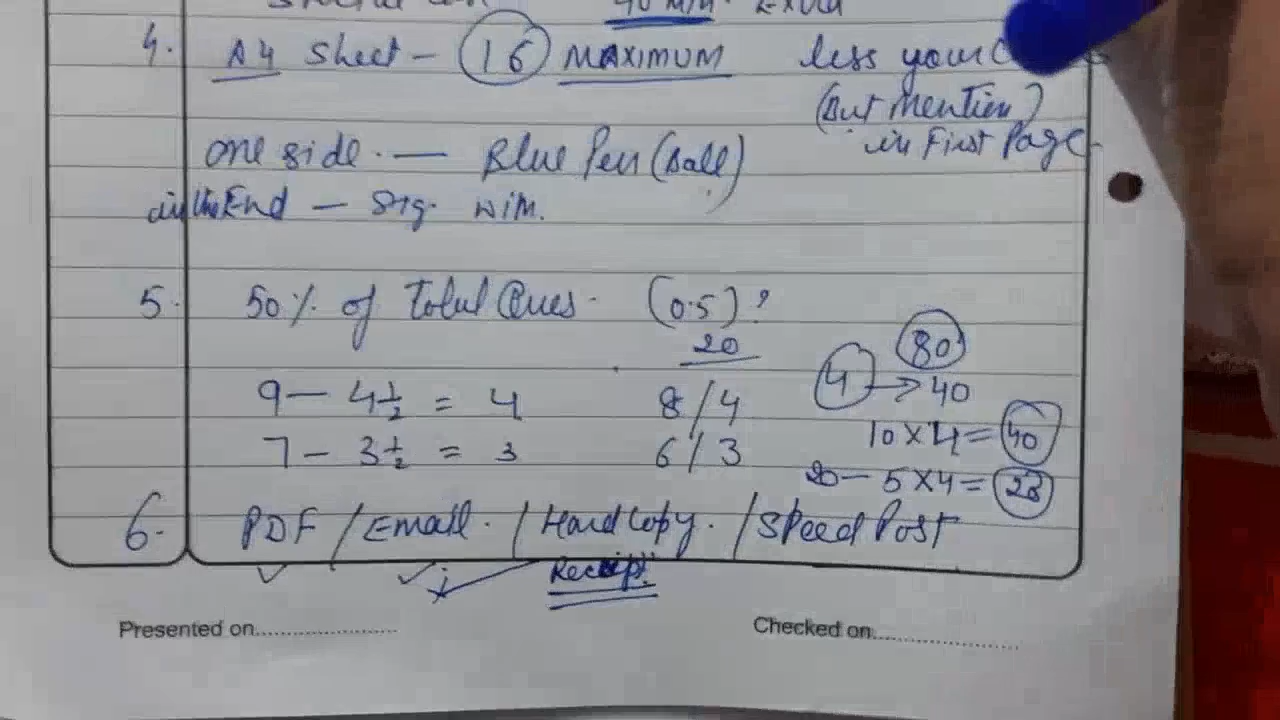 4. A4 Sheet - 16 MAXIMUM less your
(But Mention)
in First Page
one side. — Blue Pen (Ball)
in the End — Sig. with.
5. 50% of Total Ques. (0.5)?
20
80
9 — 4½ = 4 8/4 4 → 40
10 × 4 = 40
7 — 3½ = 3 6/3
20 — 5 × 4 =
6. PDF / Email. / Hard Copy. / Speed Post
Receipt
Presented on..............................
Checked on..............................